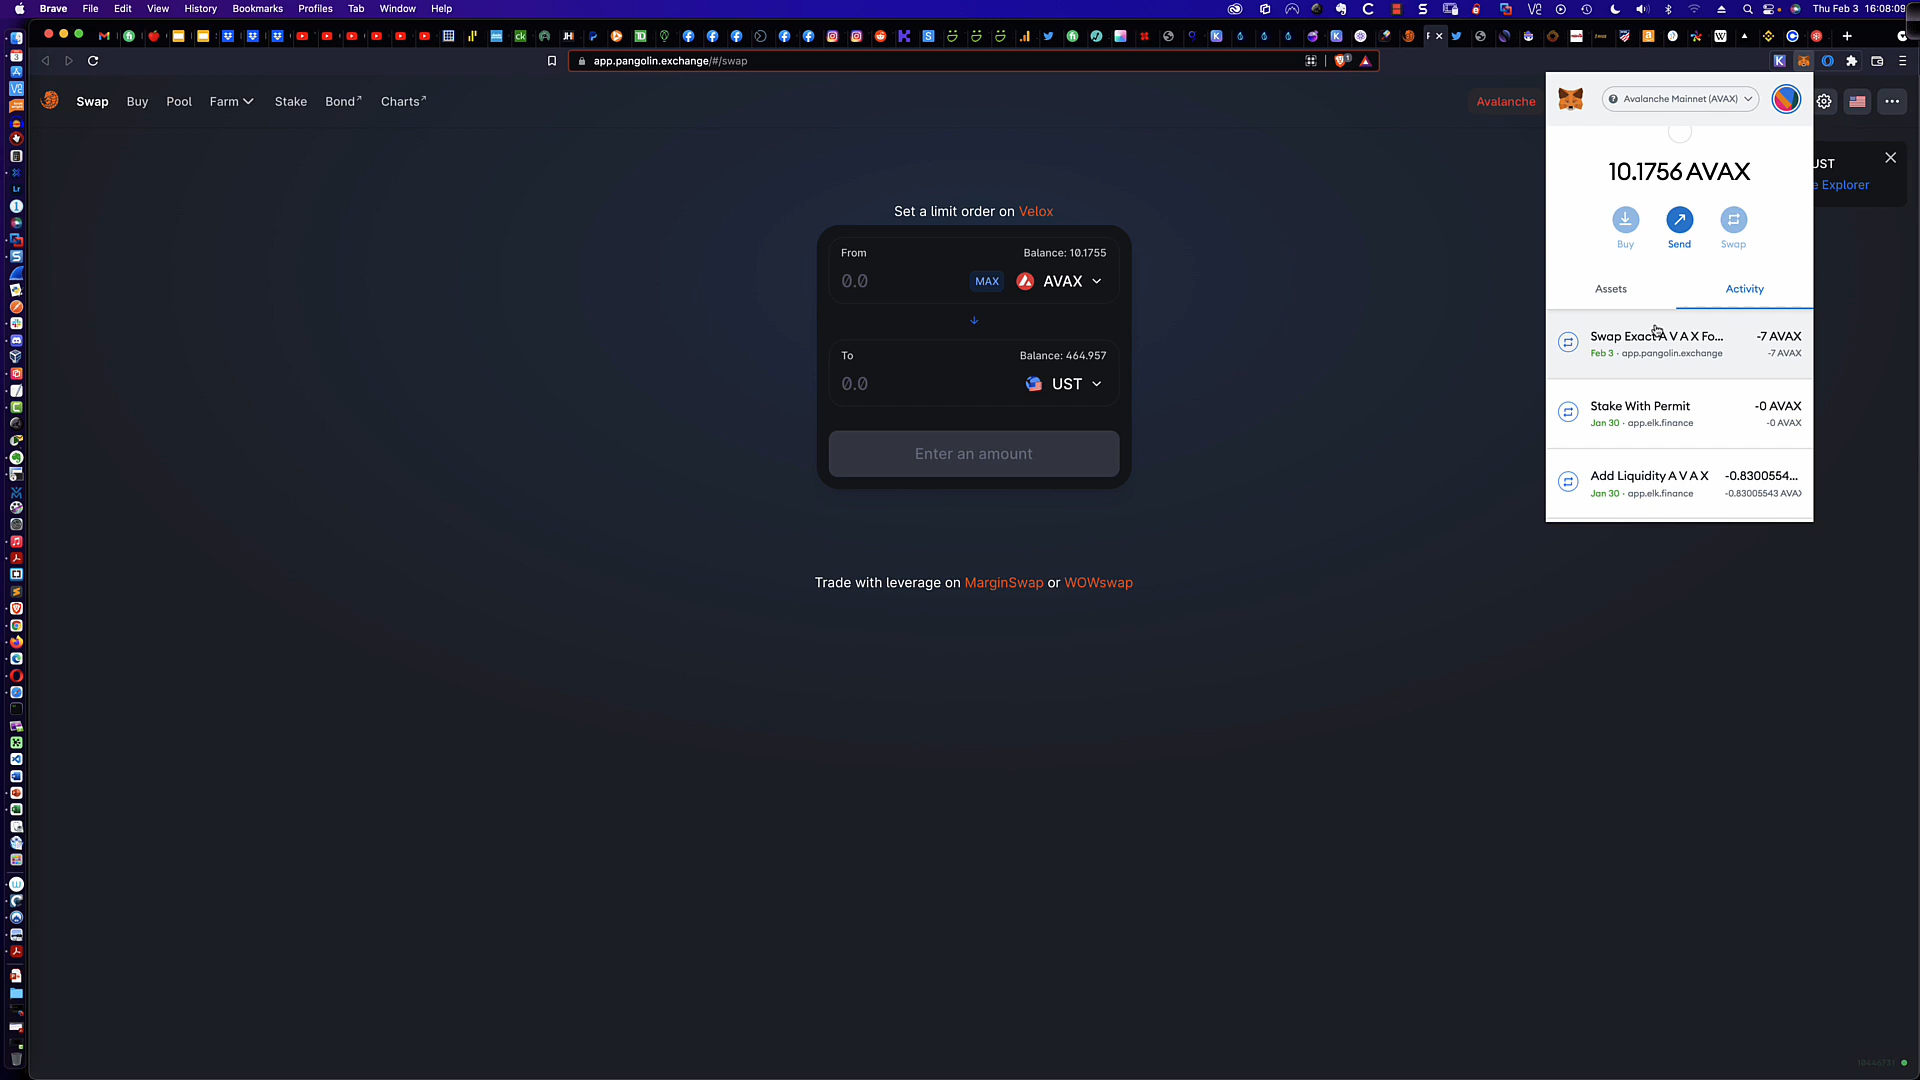 Brave File Edit View History Bookmarks Profiles Tab Window Help Thu Feb 3 16:08:09
app.pangolin.exchange/#/swap
Swap Buy Pool Farm Stake Bond↗ Charts↗ Avalanche
Avalanche Mainnet (AVAX)
10.1756 AVAX
UST
e Explorer
Buy Send Swap
Assets Activity
Swap Exact A V A X Fo... -7 AVAX
Feb 3 · app.pangolin.exchange -7 AVAX
Stake With Permit -0 AVAX
Jan 30 · app.elk.finance -0 AVAX
Add Liquidity A V A X -0.8300554...
Jan 30 · app.elk.finance -0.83005543 AVAX
Set a limit order on Velox
From Balance: 10.1755
0.0 MAX AVAX
To Balance: 464.957
0.0 UST
Enter an amount
Trade with leverage on MarginSwap or WOWswap